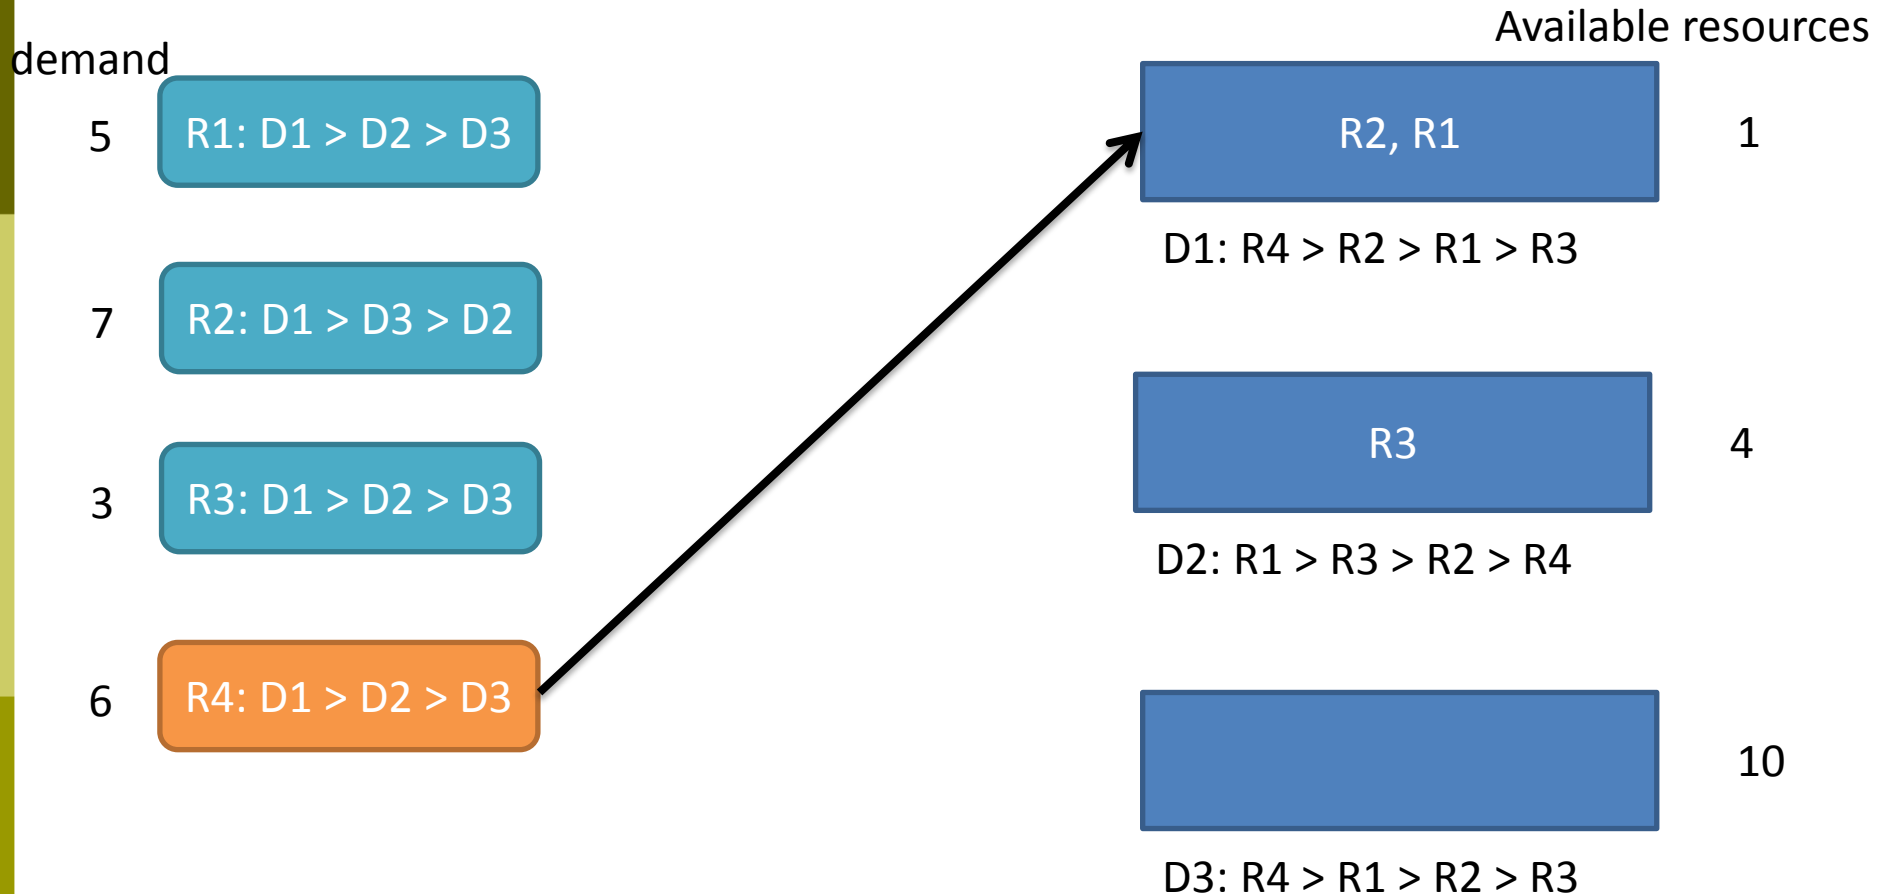 Available resources
demand
5
R1: D1 > D2 > D3
R2, R1
1
D1: R4 > R2 > R1 > R3
7
R2: D1 > D3 > D2
R3
4
3
R3: D1 > D2 > D3
D2: R1 > R3 > R2 > R4
6
R4: D1 > D2 > D3
10
D3: R4 > R1 > R2 > R3